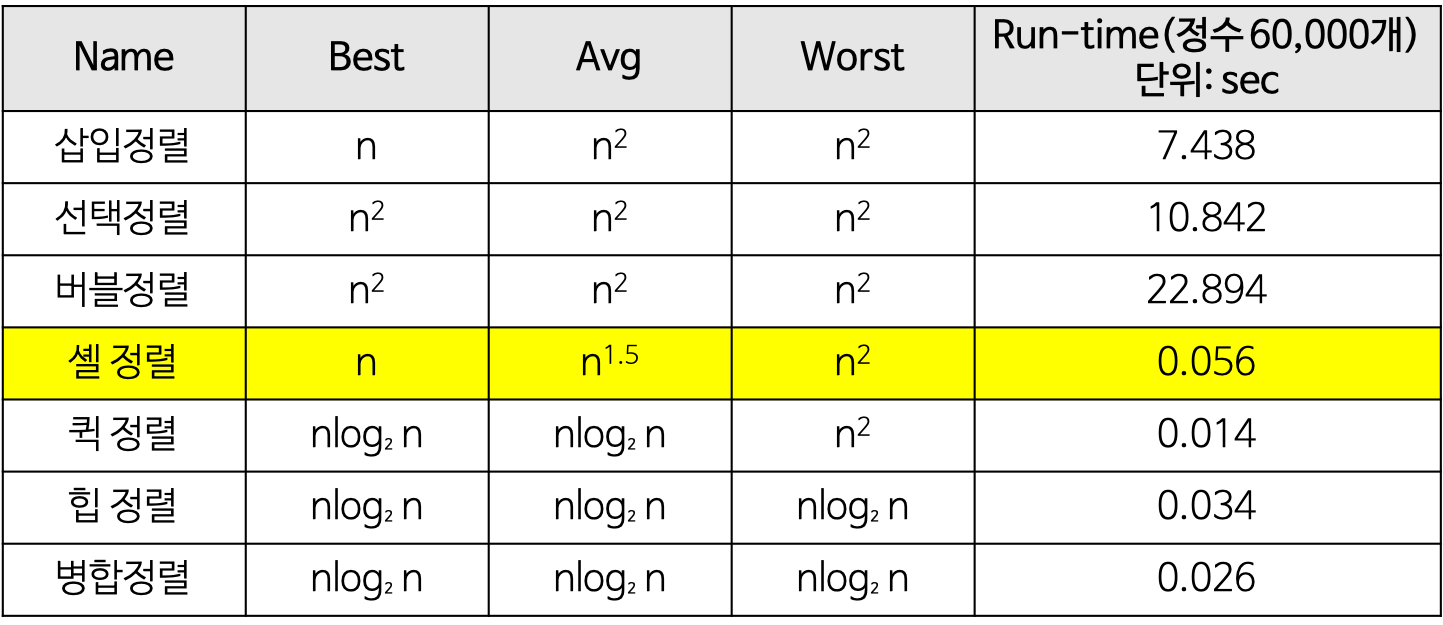 Name Best Avg Worst Run-time(정수 60,000개)
단위: sec
삽입정렬 n n² n² 7.438
선택정렬 n² n² n² 10.842
버블정렬 n² n² n² 22.894
셸 정렬 n n¹·⁵ n² 0.056
퀵 정렬 nlog₂ n nlog₂ n n² 0.014
힙 정렬 nlog₂ n nlog₂ n nlog₂ n 0.034
병합정렬 nlog₂ n nlog₂ n nlog₂ n 0.026